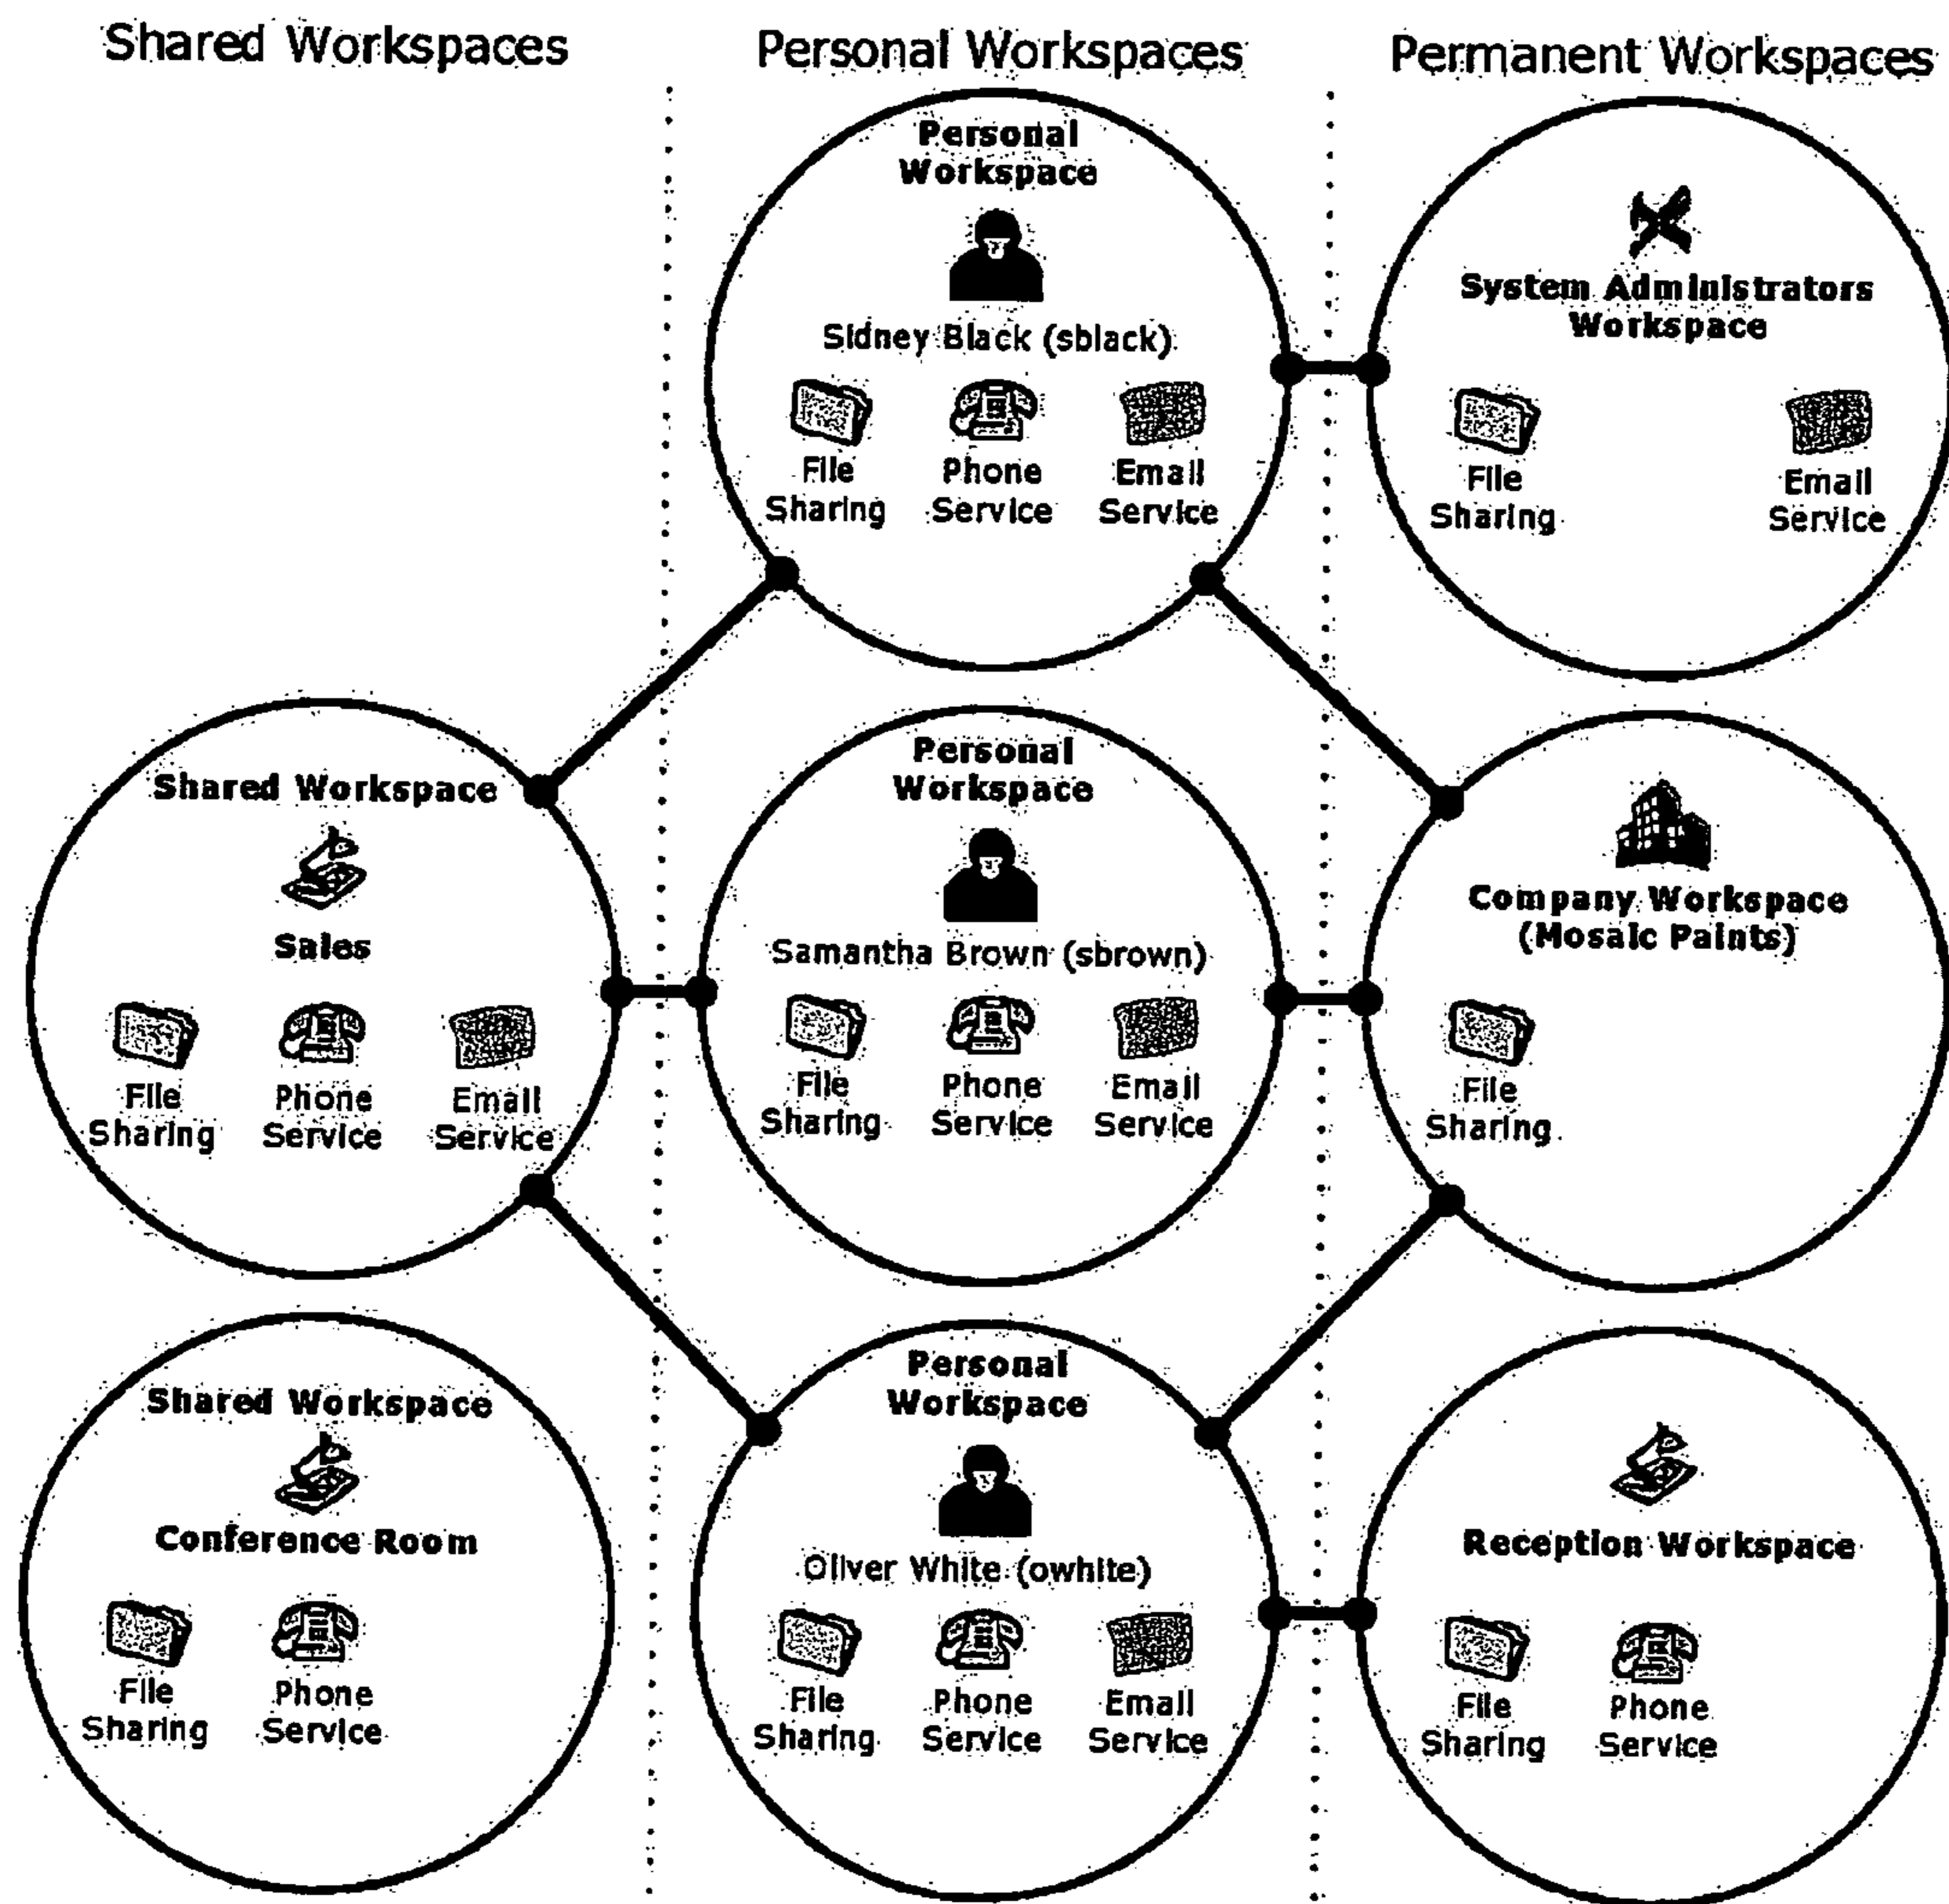 Shared Workspaces
Personal Workspaces
Permanent Workspaces
Personal
Workspace
Sidney Black (sblack)
File
Sharing
Phone
Service
Email
Service
System Administrators
Workspace
File
Sharing
Email
Service
Shared Workspace
Sales
File
Sharing
Phone
Service
Email
Service
Personal
Workspace
Samantha Brown (sbrown)
File
Sharing
Phone
Service
Email
Service
Company Workspace
(Mosaic Paints)
File
Sharing
Shared Workspace
Conference Room
File
Sharing
Phone
Service
Personal
Workspace
Oliver White (owhite)
File
Sharing
Phone
Service
Email
Service
Reception Workspace
File
Sharing
Phone
Service